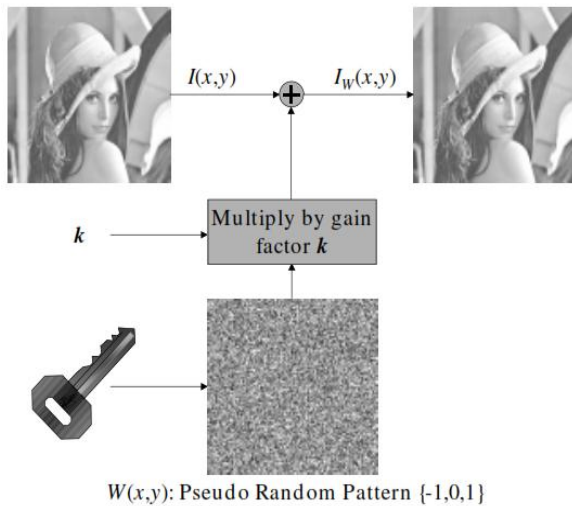 I(x,y)
I_W(x,y)
Multiply by gain
factor k
k
W(x,y): Pseudo Random Pattern {-1,0,1}